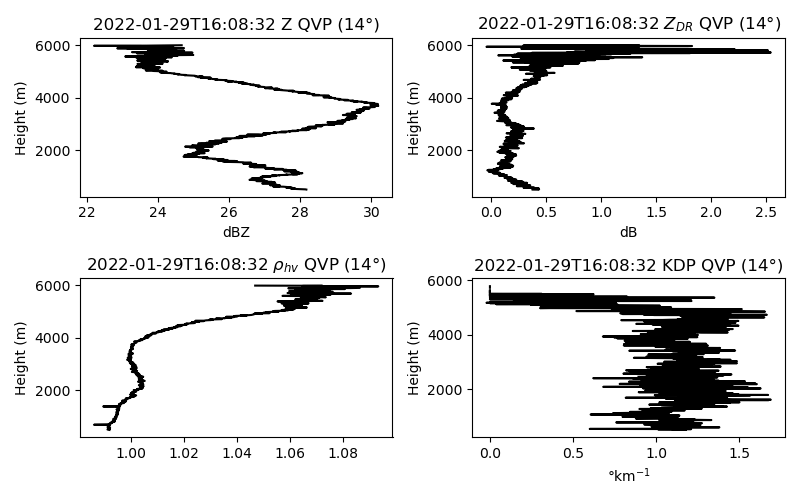 2022-01-29T16:08:32 Z QVP (14°)
6000
4000
2000
Height (m)
22 24 26 28 30
dBZ
2022-01-29T16:08:32 Z_DR QVP (14°)
6000
4000
2000
Height (m)
0.0 0.5 1.0 1.5 2.0 2.5
dB
2022-01-29T16:08:32 ρ_hv QVP (14°)
6000
4000
2000
Height (m)
1.00 1.02 1.04 1.06 1.08
2022-01-29T16:08:32 KDP QVP (14°)
6000
4000
2000
Height (m)
0.0 0.5 1.0 1.5
°km⁻¹